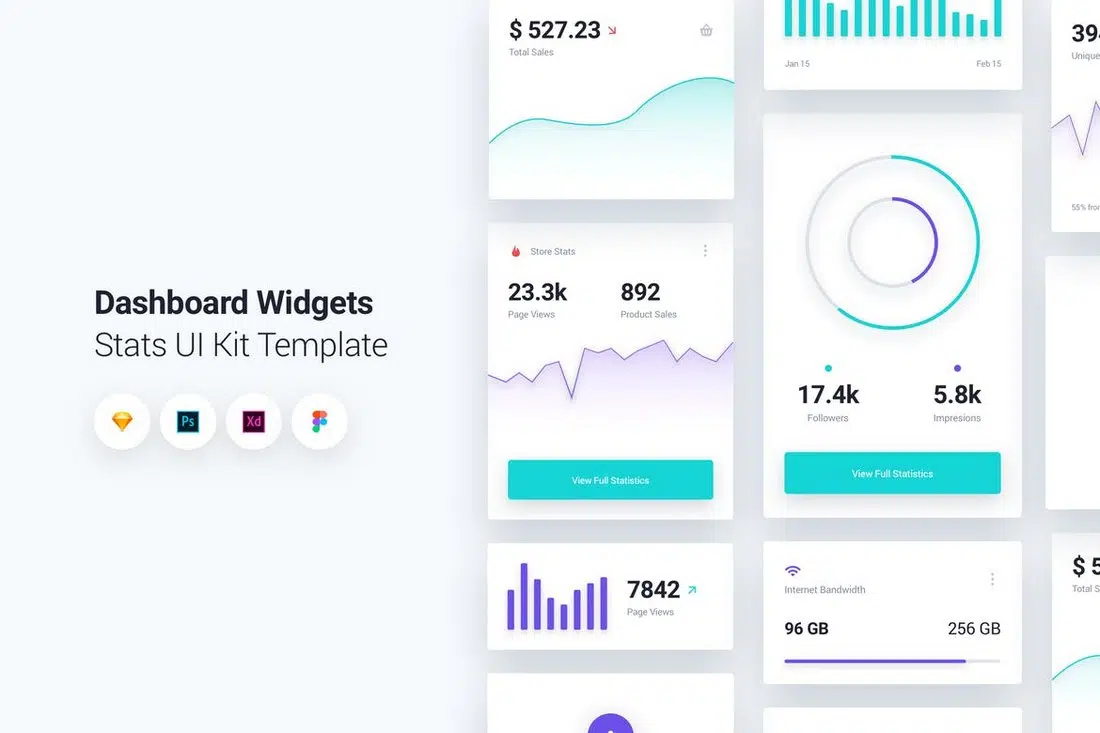 Dashboard Widgets
Stats UI Kit Template
Ps
Xd
$ 527.23
Total Sales
Store Stats
23.3k
892
Page Views
Product Sales
View Full Statistics
7842
Page Views
Jan 15
Feb 15
17.4k
5.8k
Followers
Impresions
View Full Statistics
Internet Bandwidth
96 GB
256 GB
39
Unique
55% fro
$ 5
Total S